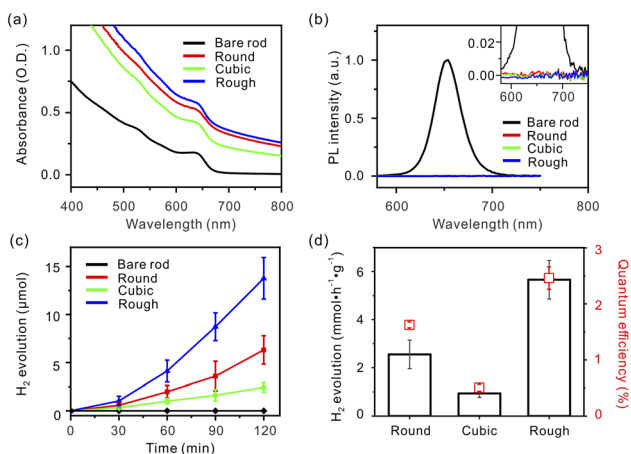 (a)
Bare rod
Round
Cubic
Rough
1.0
0.5
0.0
Absorbance (O.D.)
400 500 600 700 800
Wavelength (nm)
(b)
0.02
0.00
600 700
Bare rod
Round
Cubic
Rough
1.0
0.5
0.0
PL intensity (a.u.)
600 700 800
Wavelength (nm)
(c)
Bare rod
Round
Cubic
Rough
15
10
5
0
H₂ evolution (µmol)
0 30 60 90 120
Time (min)
(d)
6
4
2
0
H₂ evolution (mmol•h⁻¹•g⁻¹)
3
2
1
0
Quantum efficiency (%)
Round Cubic Rough